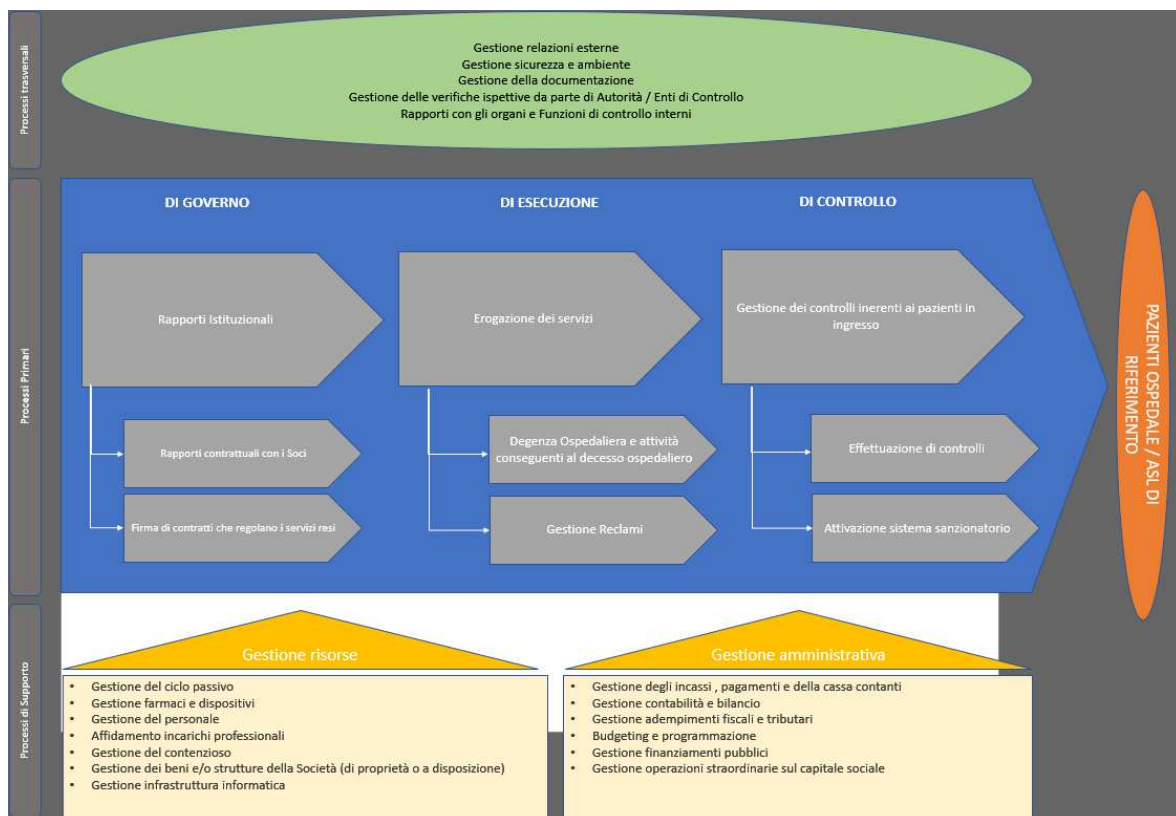 Processi trasversali
Gestione relazioni esterne
Gestione sicurezza e ambiente
Gestione della documentazione
Gestione delle verifiche ispettive da parte di Autorità / Enti di Controllo
Rapporti con gli organi e Funzioni di controllo interni
Processi Primari
DI GOVERNO
DI ESECUZIONE
DI CONTROLLO
Rapporti Istituzionali
Erogazione dei servizi
Gestione dei controlli inerenti ai pazienti in
ingresso
Rapporti contrattuali con i Soci
Degenza Ospedaliera e attività
conseguenti al decesso ospedaliero
Effettuazione di controlli
Firma di contratti che regolano i servizi resi
Gestione Reclami
Attivazione sistema sanzionatorio
PAZIENTI OSPEDALE / ASL DI
RIFERIMENTO
Processi di Supporto
Gestione risorse
• Gestione del ciclo passivo
• Gestione farmaci e dispositivi
• Gestione del personale
• Affidamento incarichi professionali
• Gestione del contenzioso
• Gestione dei beni e/o strutture della Società (di proprietà o a disposizione)
• Gestione infrastruttura informatica
Gestione amministrativa
• Gestione degli incassi , pagamenti e della cassa contanti
• Gestione contabilità e bilancio
• Gestione adempimenti fiscali e tributari
• Budgeting e programmazione
• Gestione finanziamenti pubblici
• Gestione operazioni straordinarie sul capitale sociale